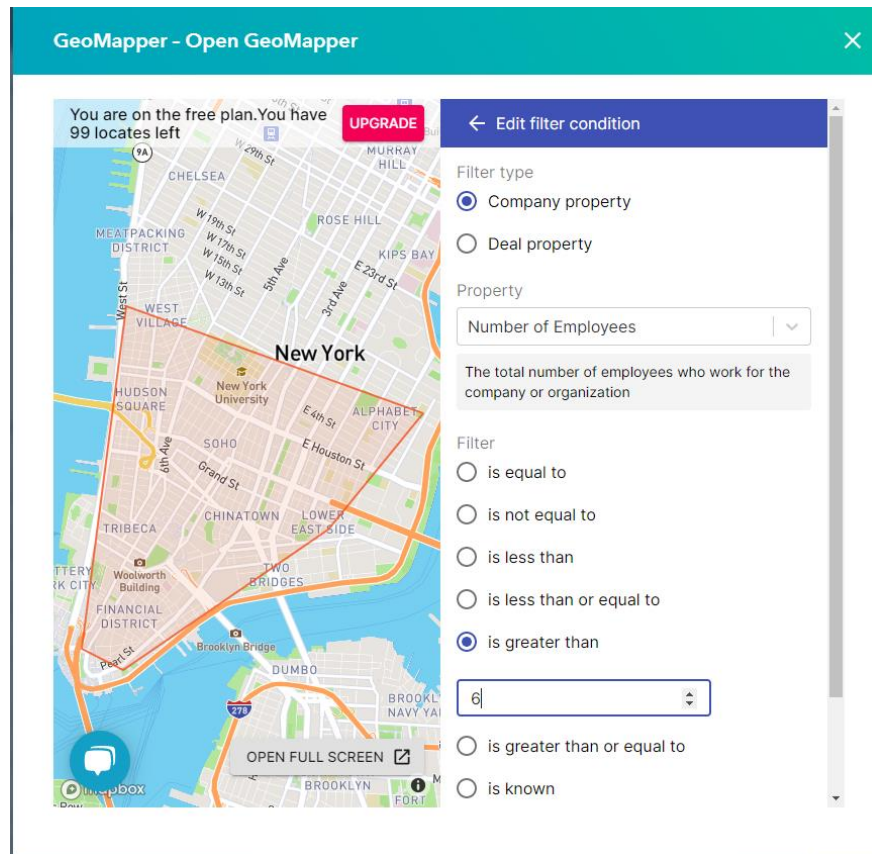 GeoMapper - Open GeoMapper
You are on the free plan.You have
99 locates left
UPGRADE
9A
W 29th St
MURRAY
HILL
CHELSEA
W 19th St
W 17th St
W 15th St
W 13th St
ROSE HILL
MEATPACKING
DISTRICT
5th Ave
3rd Ave
KIPS BAY
E 23rd St
West St
WEST
VILLAGE
New York
HUDSON
SQUARE
New York
University
E 4th St
ALPHABET
CITY
6th Ave
SOHO
E Houston St
Grand St
CHINATOWN
LOWER
EAST SIDE
TRIBECA
TTERY
RK CITY
Woolworth
Building
TWO
BRIDGES
FINANCIAL
DISTRICT
Pearl St
Brooklyn Bridge
DUMBO
278
BROOKL
NAVY YA
OPEN FULL SCREEN
mapbox
BROOKLYN
FORT
Edit filter condition
Filter type
Company property
Deal property
Property
Number of Employees
The total number of employees who work for the
company or organization
Filter
is equal to
is not equal to
is less than
is less than or equal to
is greater than
6
is greater than or equal to
is known